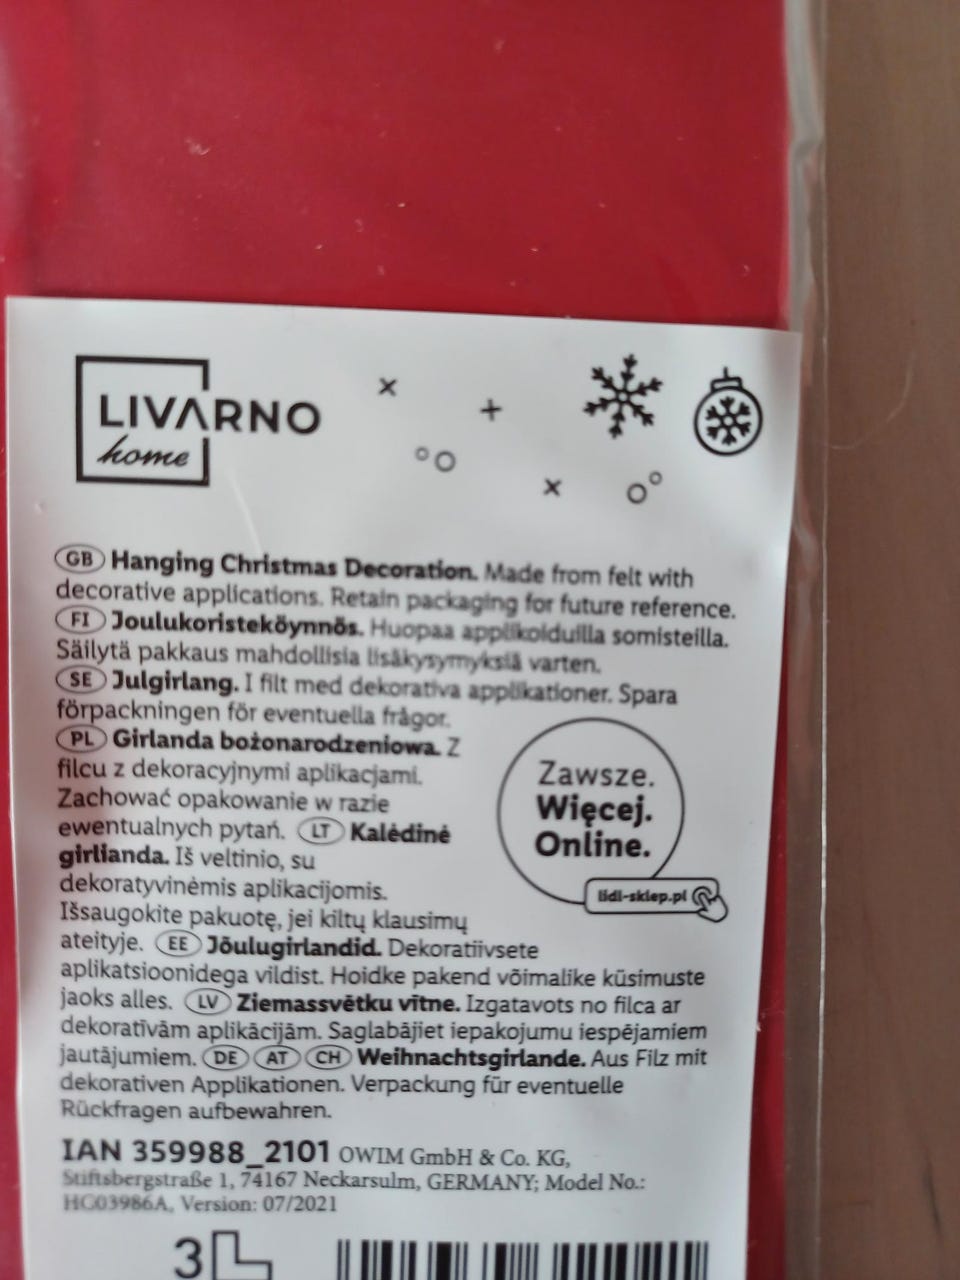 LIVARNO
home
GB Hanging Christmas Decoration. Made from felt with
decorative applications. Retain packaging for future reference.
FI Joulukoristeköynnös. Huopaa applikoiduilla somisteilla.
Säilytä pakkaus mahdollisia lisäkysymyksiä varten.
SE Julgirlang. I filt med dekorativa applikationer. Spara
förpackningen för eventuella frågor.
PL Girlanda bożonarodzeniowa. Z
filcu z dekoracyjnymi aplikacjami.
Zachować opakowanie w razie
ewentualnych pytań. LT Kalėdinė
girlianda. Iš veltinio, su
dekoratyvinėmis aplikacijomis.
Išsaugokite pakuotę, jei kiltų klausimų
ateityje. EE Jõulugirlandid. Dekoratiivsete
aplikatsioonidega vildist. Hoidke pakend võimalike küsimuste
jaoks alles. LV Ziemassvētku vītne. Izgatavots no filca ar
dekoratīvām aplikācijām. Saglabājiet iepakojumu iespējamiem
jautājumiem. DE AT CH Weihnachtsgirlande. Aus Filz mit
dekorativen Applikationen. Verpackung für eventuelle
Rückfragen aufbewahren.
Zawsze.
Więcej.
Online.
lidl-sklep.pl
IAN 359988_2101 OWIM GmbH & Co. KG,
Stiftsbergstraße 1, 74167 Neckarsulm, GERMANY; Model No.:
HG03986A, Version: 07/2021
3